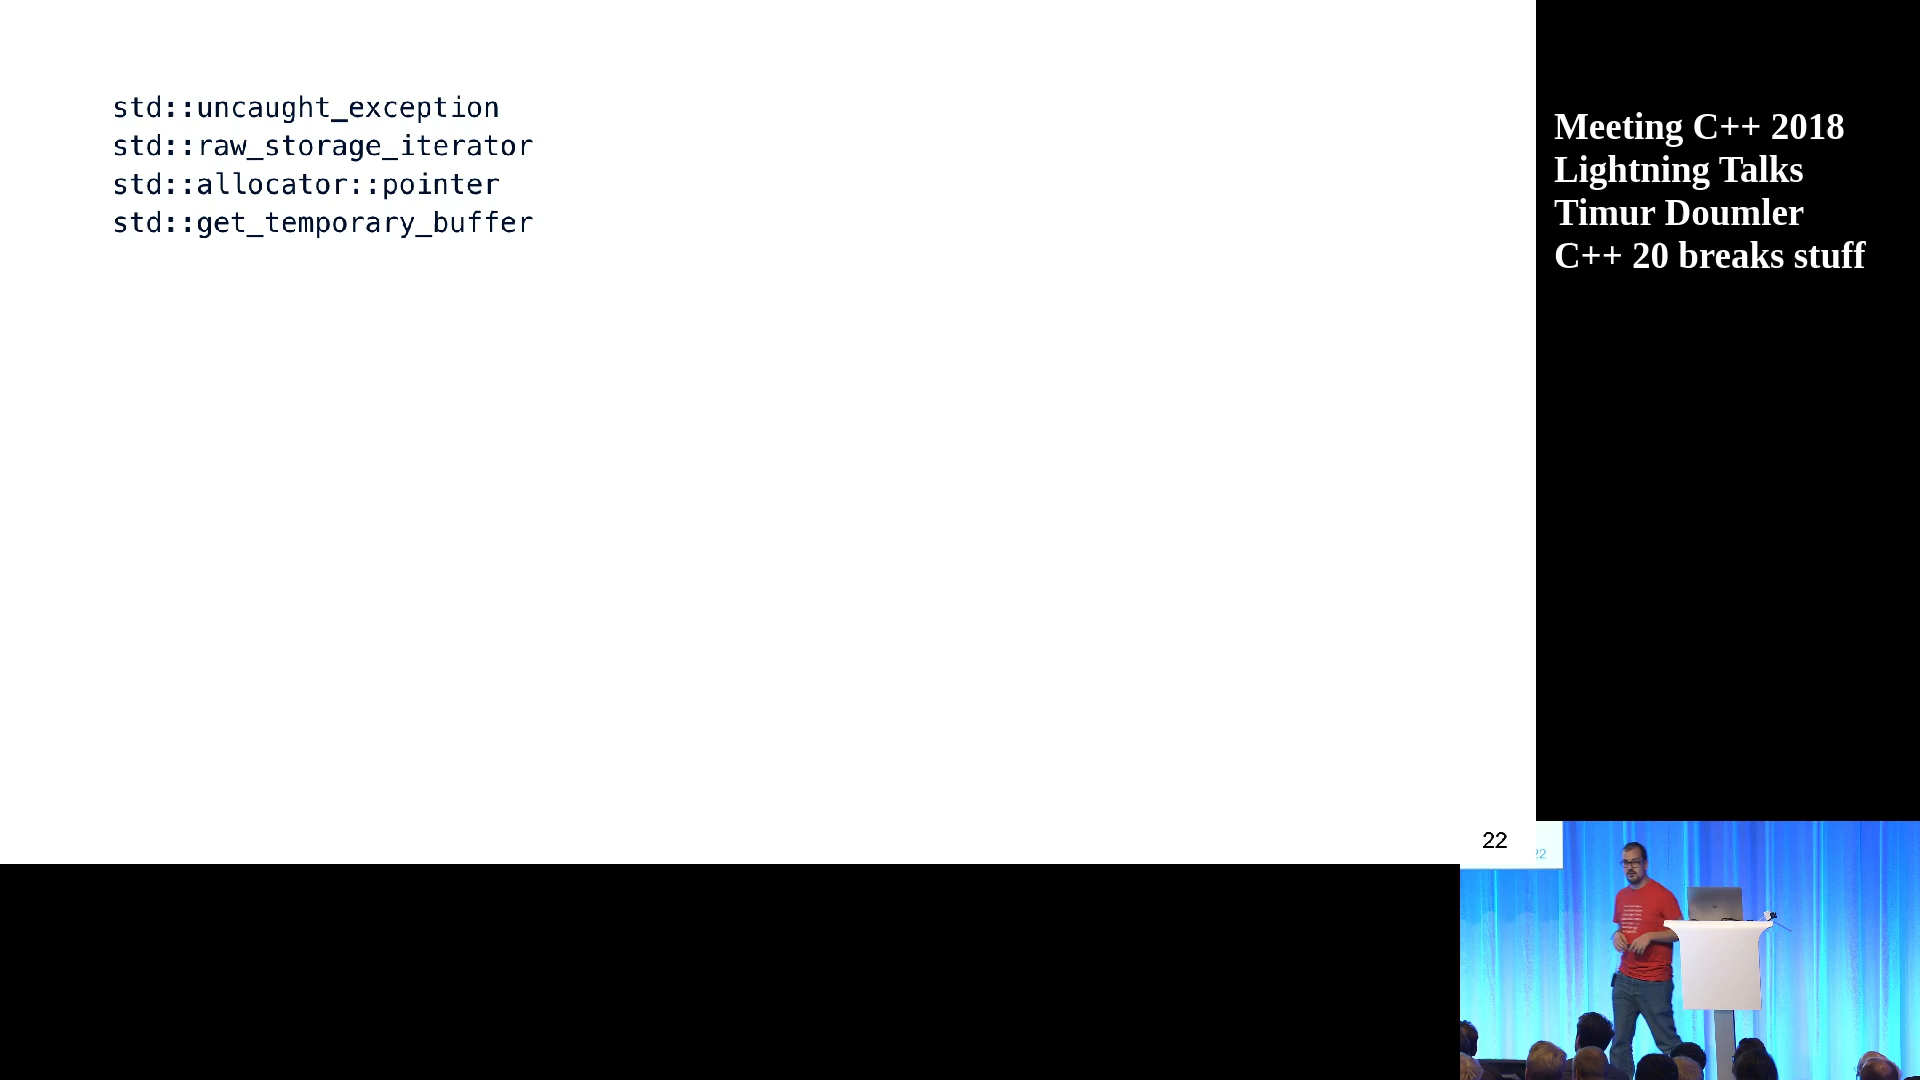 std::uncaught_exception
std::raw_storage_iterator
std::allocator::pointer
std::get_temporary_buffer
22
Meeting C++ 2018
Lightning Talks
Timur Doumler
C++ 20 breaks stuff
22